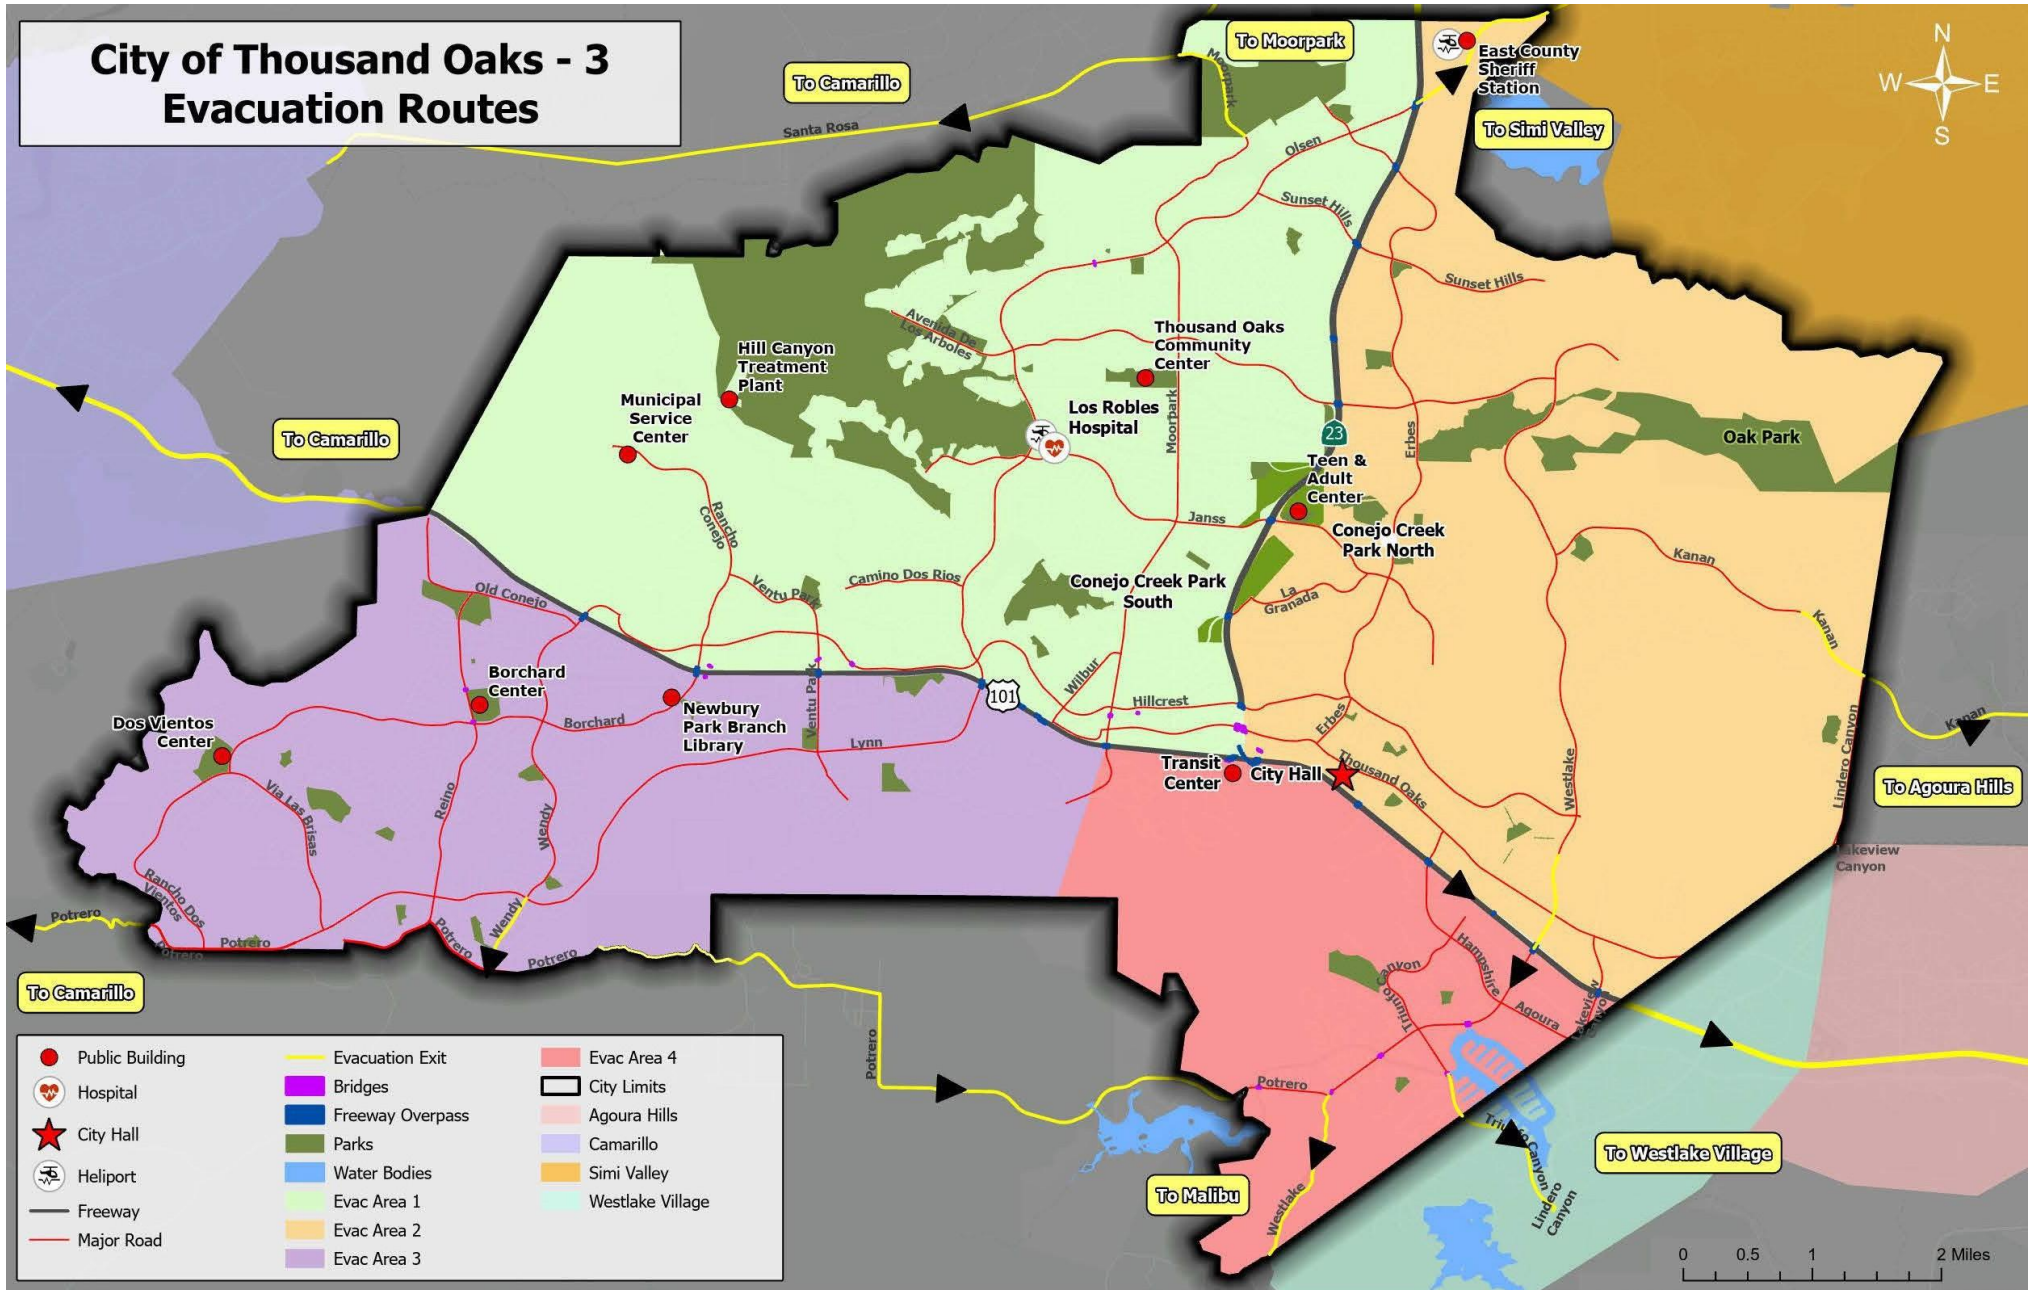 City of Thousand Oaks - 3
Evacuation Routes
To Moorpark
To Camarillo
Santa Rosa
Moorpark
East County
Sheriff
Station
To Simi Valley
N
W
E
S
Olsen
Sunset Hills
Sunset Hills
Avenida De
Los Arboles
Thousand Oaks
Community
Center
Hill Canyon
Treatment
Plant
Municipal
Service
Center
Los Robles
Hospital
Moorpark
23
Erbes
Oak Park
To Camarillo
Teen &
Adult
Center
Rancho
Conejo
Janss
Conejo Creek
Park North
Kanan
Kanan
Kanan
Old Conejo
Ventu Park
Camino Dos Rios
Conejo Creek Park
South
La
Granada
Borchard
Center
Newbury
Park Branch
Library
Borchard
Ventu Park
Lynn
101
Wilbur
Hillcrest
Erbes
Dos Vientos
Center
Via Las Brisas
Reino
Wendy
Transit
Center
City Hall
Thousand Oaks
Westlake
Lindero Canyon
To Agoura Hills
Lakeview
Canyon
Rancho Dos
Vientos
Potrero
Potrero
Potrero
Potrero
Wendy
Potrero
To Camarillo
Potrero
Hampshire
Triunfo
Canyon
Agoura
Lakeview
Canyon
Potrero
To Malibu
Westlake
Triunfo Canyon
Lindero
Canyon
To Westlake Village
Public Building
Hospital
City Hall
Heliport
Freeway
Major Road
Evacuation Exit
Bridges
Freeway Overpass
Parks
Water Bodies
Evac Area 1
Evac Area 2
Evac Area 3
Evac Area 4
City Limits
Agoura Hills
Camarillo
Simi Valley
Westlake Village
0 0.5 1 2 Miles